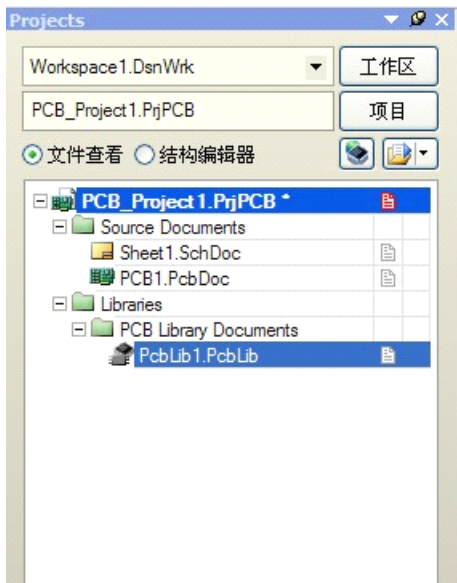 Projects
Workspace1.DsnWrk
工作区
PCB_Project1.PrjPCB
项目
文件查看 结构编辑器
PCB_Project1.PrjPCB *
Source Documents
Sheet1.SchDoc
PCB1.PcbDoc
Libraries
PCB Library Documents
PcbLib1.PcbLib